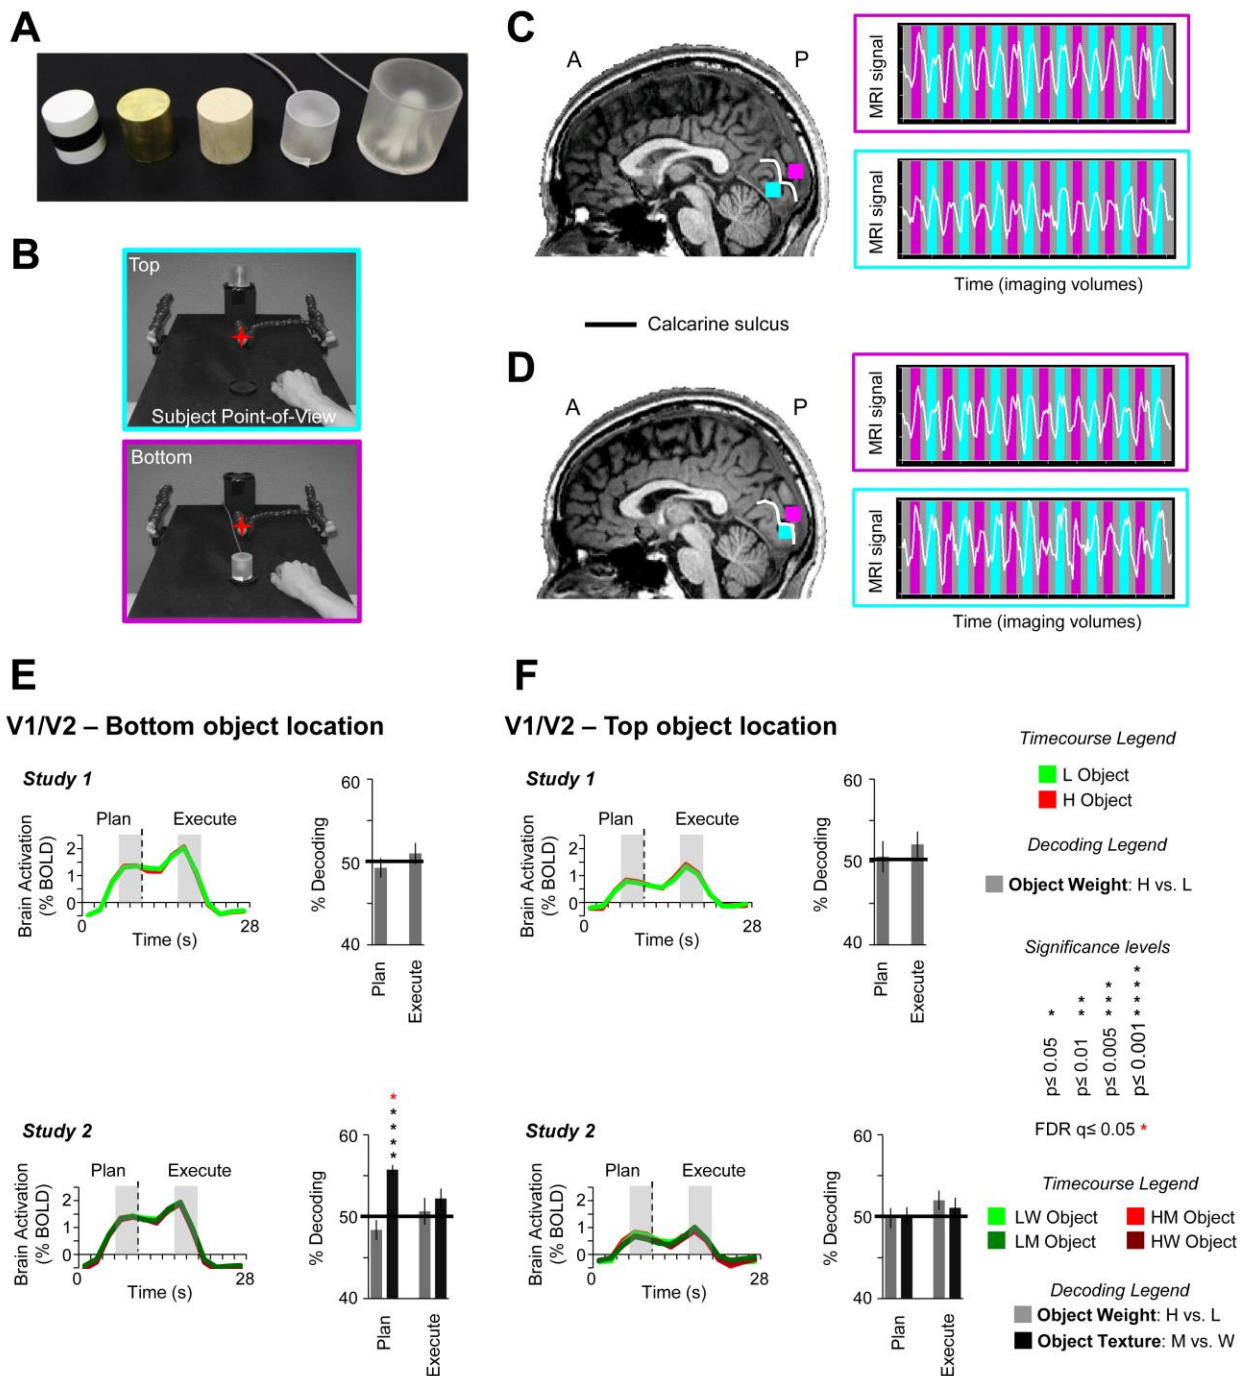 A
B
Top
Subject Point-of-View
Bottom
C
A
P
MRI signal
MRI signal
Time (imaging volumes)
Calcarine sulcus
D
A
P
MRI signal
MRI signal
Time (imaging volumes)
E
V1/V2 – Bottom object location
Study 1
Brain Activation
(% BOLD)
Plan
Execute
2
1
0
0
28
Time (s)
% Decoding
60
50
40
Plan
Execute
Study 2
Brain Activation
(% BOLD)
Plan
Execute
2
1
0
0
28
Time (s)
% Decoding
60
50
40
*
****
Plan
Execute
F
V1/V2 – Top object location
Study 1
Brain Activation
(% BOLD)
Plan
Execute
2
1
0
0
28
Time (s)
% Decoding
60
50
40
Plan
Execute
Study 2
Brain Activation
(% BOLD)
Plan
Execute
2
1
0
0
28
Time (s)
% Decoding
60
50
40
Plan
Execute
Timecourse Legend
L Object
H Object
Decoding Legend
Object Weight: H vs. L
Significance levels
p≤ 0.05 *
p≤ 0.01 **
p≤ 0.005 ***
p≤ 0.001 ****
FDR q≤ 0.05 *
Timecourse Legend
LW Object
HM Object
LM Object
HW Object
Decoding Legend
Object Weight: H vs. L
Object Texture: M vs. W